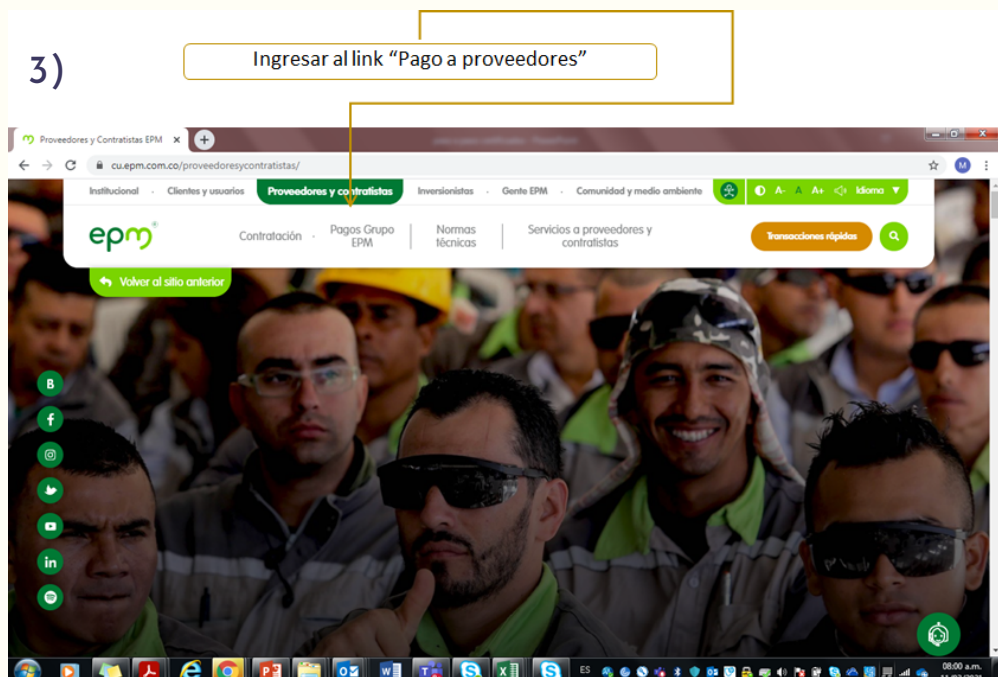 3)
Ingresar al link “Pago a proveedores”
Proveedores y Contratistas EPM
cu.epm.com.co/proveedoresycontratistas/
M
Institucional · Clientes y usuarios Proveedores y contratistas Inversionistas · Gente EPM · Comunidad y medio ambiente A- A A+ Idioma
epm®
Contratación · Pagos Grupo EPM
Normas técnicas
Servicios a proveedores y contratistas
Transacciones rápidas
Volver al sitio anterior
B
f
in
ES
08:00 a.m.